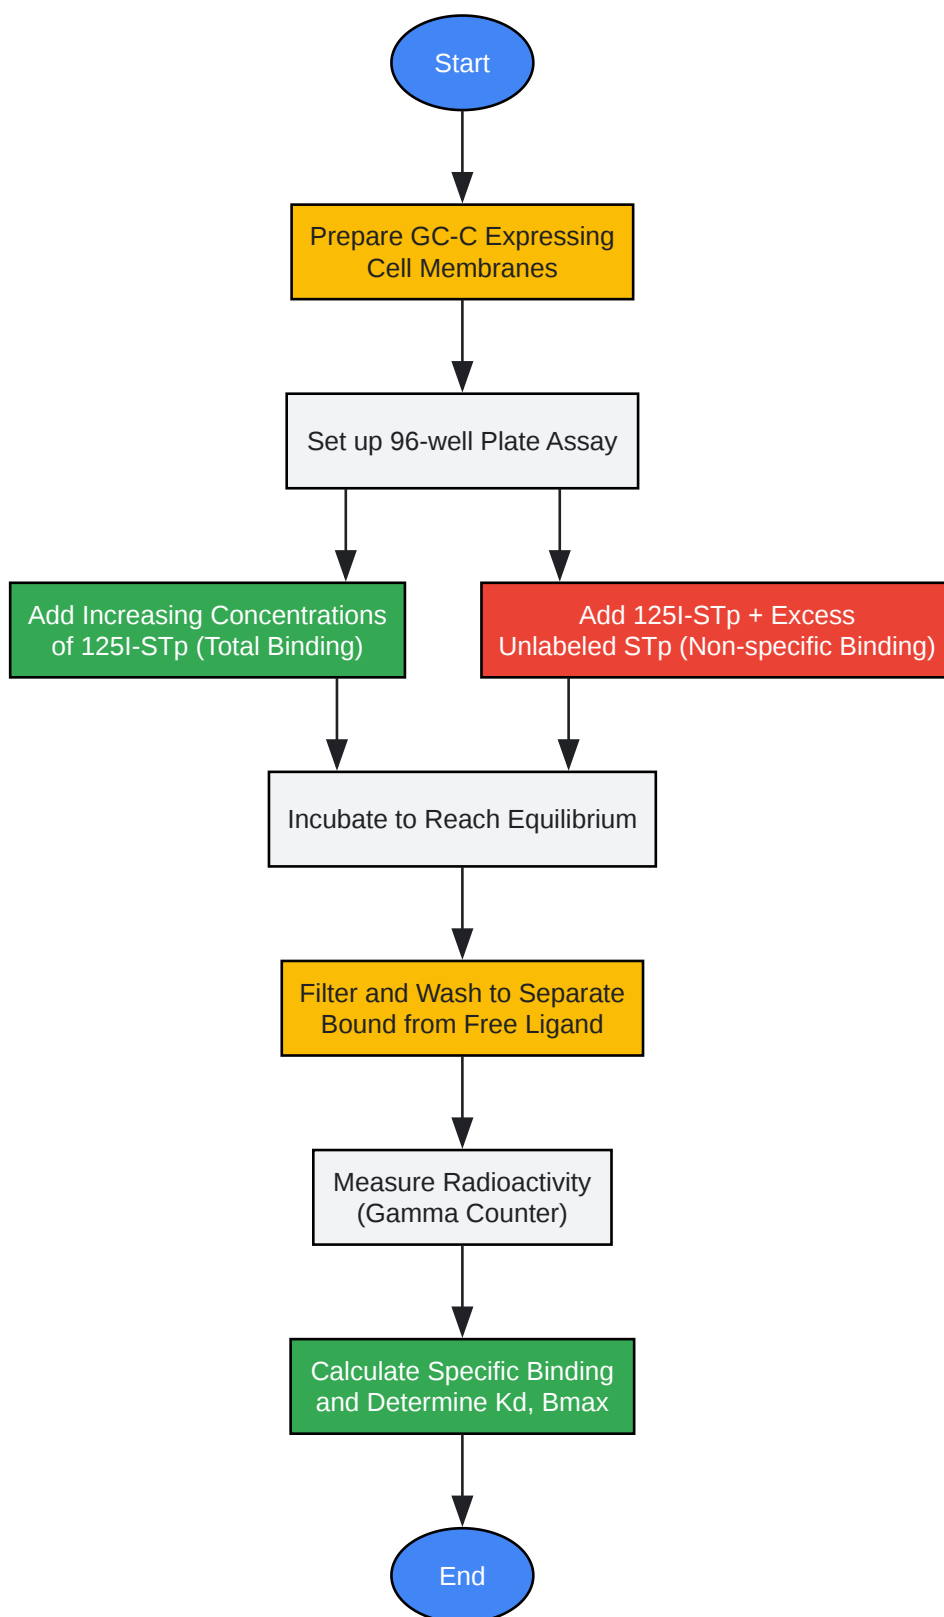 Start
Prepare GC-C Expressing
Cell Membranes
Set up 96-well Plate Assay
Add Increasing Concentrations
of 125I-STp (Total Binding)
Add 125I-STp + Excess
Unlabeled STp (Non-specific Binding)
Incubate to Reach Equilibrium
Filter and Wash to Separate
Bound from Free Ligand
Measure Radioactivity
(Gamma Counter)
Calculate Specific Binding
and Determine Kd, Bmax
End